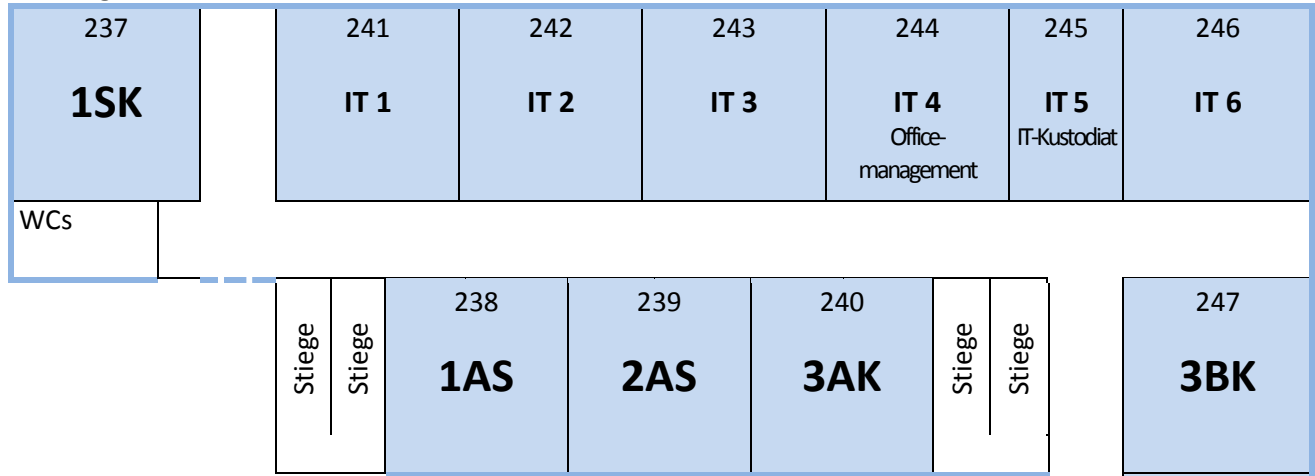 237
1SK
241
IT 1
242
IT 2
243
IT 3
244
IT 4
Office-
management
245
IT 5
IT-Kustodiat
246
IT 6
WCs
Stiege
Stiege
238
1AS
239
2AS
240
3AK
Stiege
Stiege
247
3BK